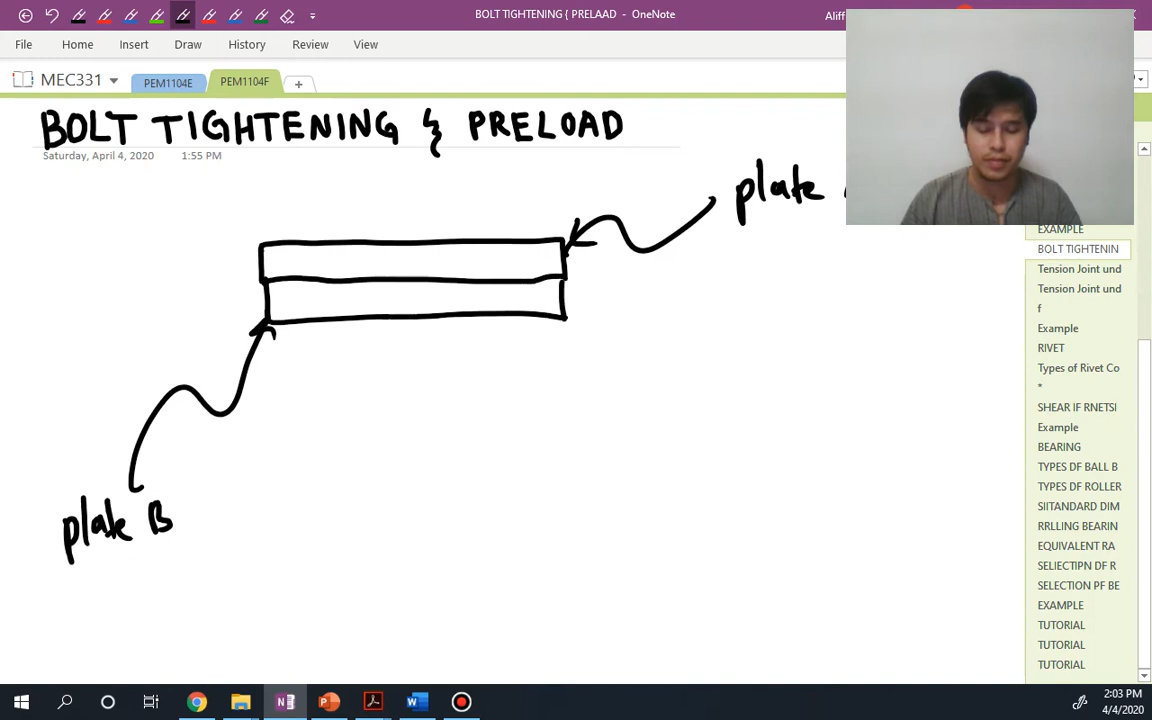 BOLT TIGHTENING { PRELAAD - OneNote
Aliff
File Home Insert Draw History Review View
MEC331 PEM1104E PEM1104F
BOLT TIGHTENING & PRELOAD
Saturday, April 4, 2020 1:55 PM
plate
plate B
EXAMPLE
BOLT TIGHTENIN
Tension Joint und
Tension Joint und
f
Example
RIVET
Types of Rivet Co
*
SHEAR IF RNETSI
Example
BEARING
TYPES DF BALL B
TYPES DF ROLLER
SIITANDARD DIM
RRLLING BEARIN
EQUIVALENT RA
SELIECTIPN DF R
SELECTION PF BE
EXAMPLE
TUTORIAL
TUTORIAL
TUTORIAL
2:03 PM
4/4/2020